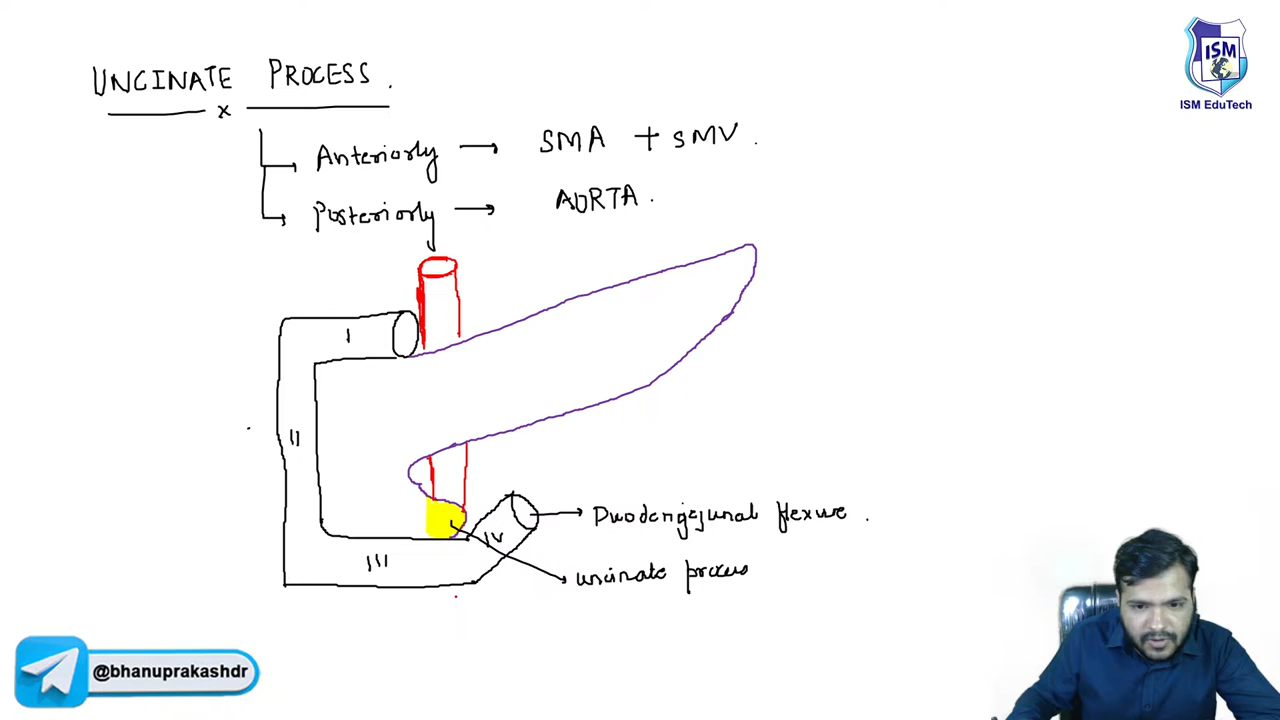 ISM
ISM EduTech
UNCINATE PROCESS.
x
Anteriorly → SMA + SMV.
Posteriorly → AORTA.
I
II
III
IV
Duodenojejunal flexure.
uncinate process
@bhanuprakashdr